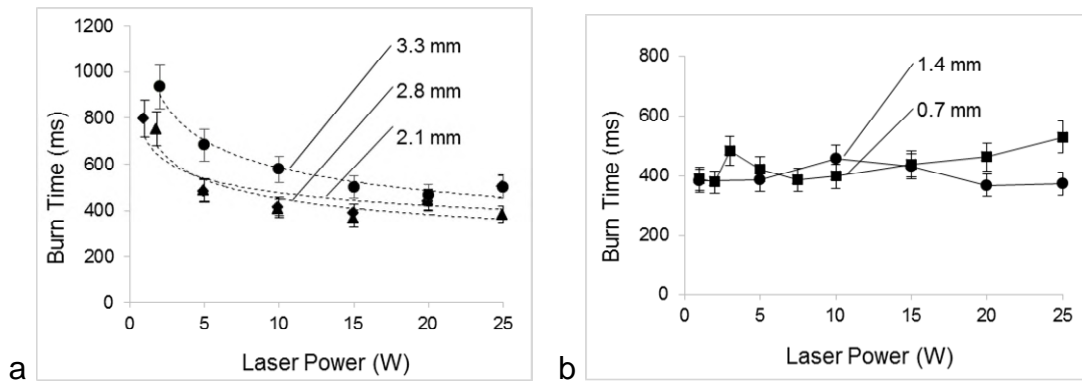 1200
1000
800
600
400
200
0
0 5 10 15 20 25
Burn Time (ms)
Laser Power (W)
3.3 mm
2.8 mm
2.1 mm
a
800
600
400
200
0
0 5 10 15 20 25
Burn Time (ms)
Laser Power (W)
1.4 mm
0.7 mm
b